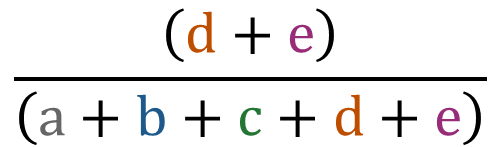 (d + e)
(a + b + c + d + e)